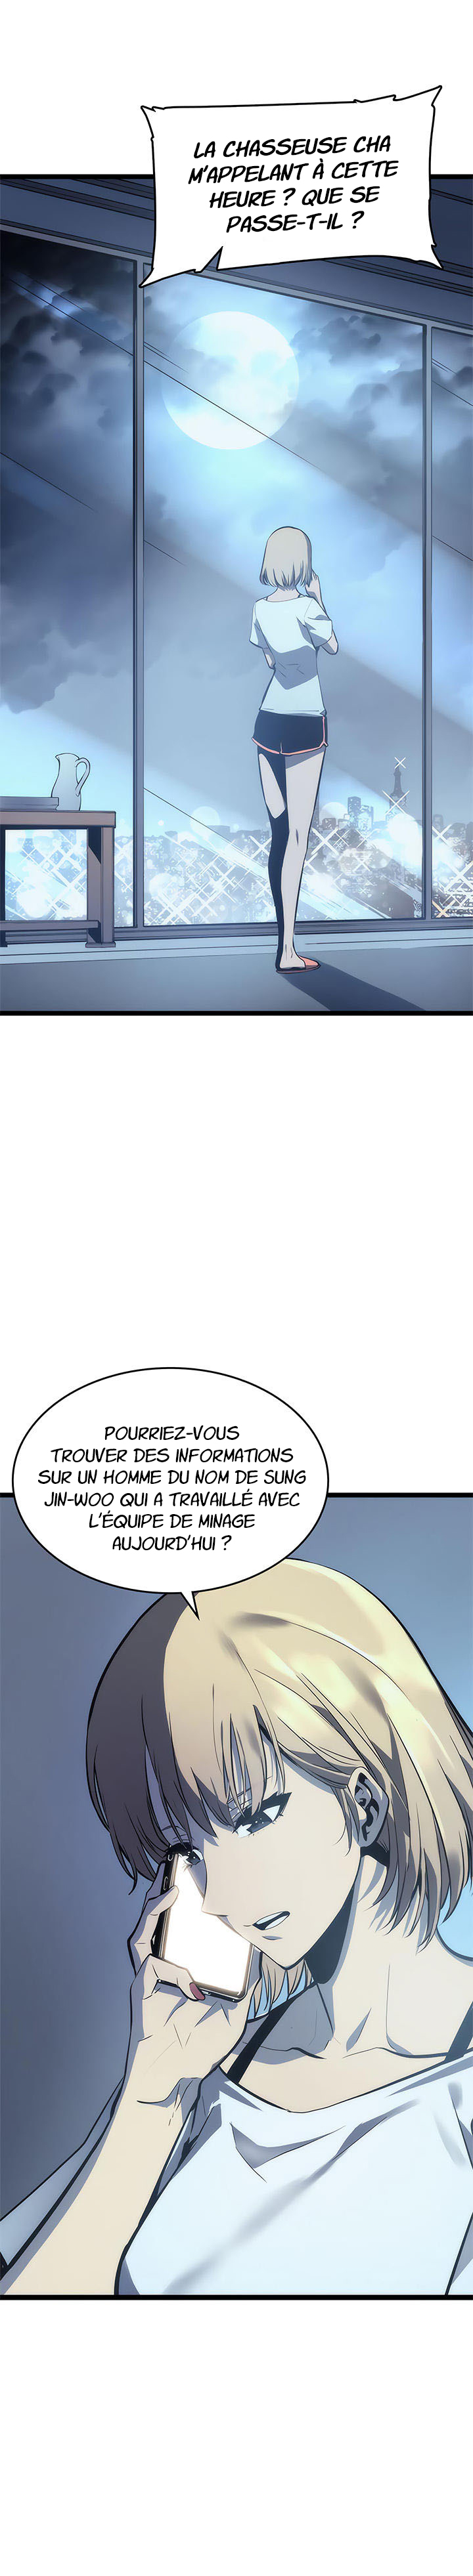 LA CHASSEUSE CHA
M'APPELANT À CETTE
HEURE ? QUE SE
PASSE-T-IL ?
POURRIEZ-VOUS
TROUVER DES INFORMATIONS
SUR UN HOMME DU NOM DE SUNG
JIN-WOO QUI A TRAVAILLÉ AVEC
L'ÉQUIPE DE MINAGE
AUJOURD'HUI ?